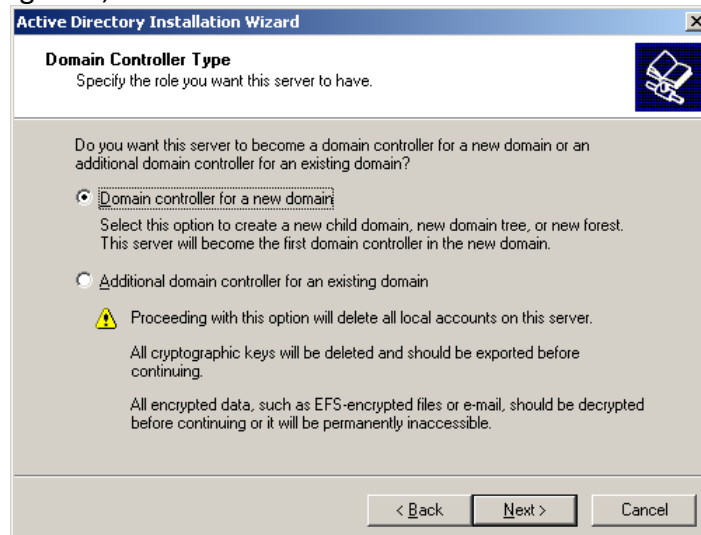 Active Directory Installation Wizard
Domain Controller Type
Specify the role you want this server to have.
Do you want this server to become a domain controller for a new domain or an
additional domain controller for an existing domain?
Domain controller for a new domain
Select this option to create a new child domain, new domain tree, or new forest.
This server will become the first domain controller in the new domain.
Additional domain controller for an existing domain
Proceeding with this option will delete all local accounts on this server.
All cryptographic keys will be deleted and should be exported before
continuing.
All encrypted data, such as EFS-encrypted files or e-mail, should be decrypted
before continuing or it will be permanently inaccessible.
< Back Next > Cancel